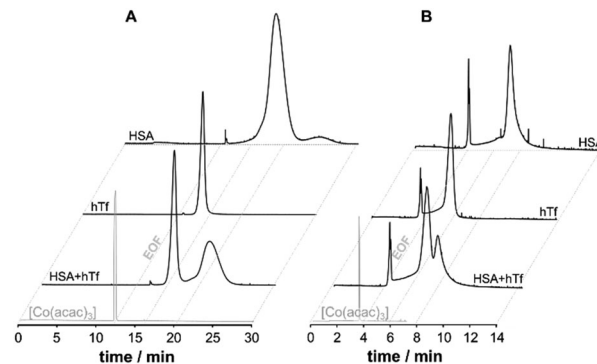 A
B
HSA
HSA
hTf
hTf
EOF
EOF
HSA+hTf
HSA+hTf
[Co(acac)3]
[Co(acac)3]
0 5 10 15 20 25 30
0 2 4 6 8 10 12 14
time / min
time / min